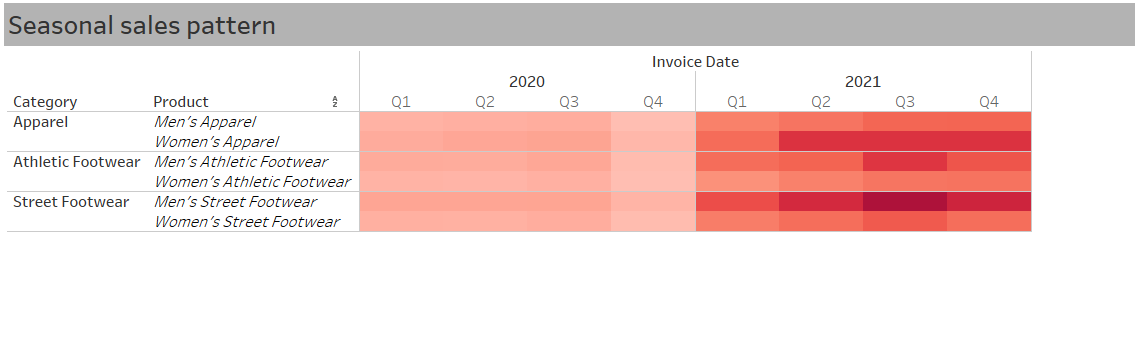 Seasonal sales pattern
Invoice Date
2020 2021
Category Product Q1 Q2 Q3 Q4 Q1 Q2 Q3 Q4
Apparel Men's Apparel
Women's Apparel
Athletic Footwear Men's Athletic Footwear
Women's Athletic Footwear
Street Footwear Men's Street Footwear
Women's Street Footwear